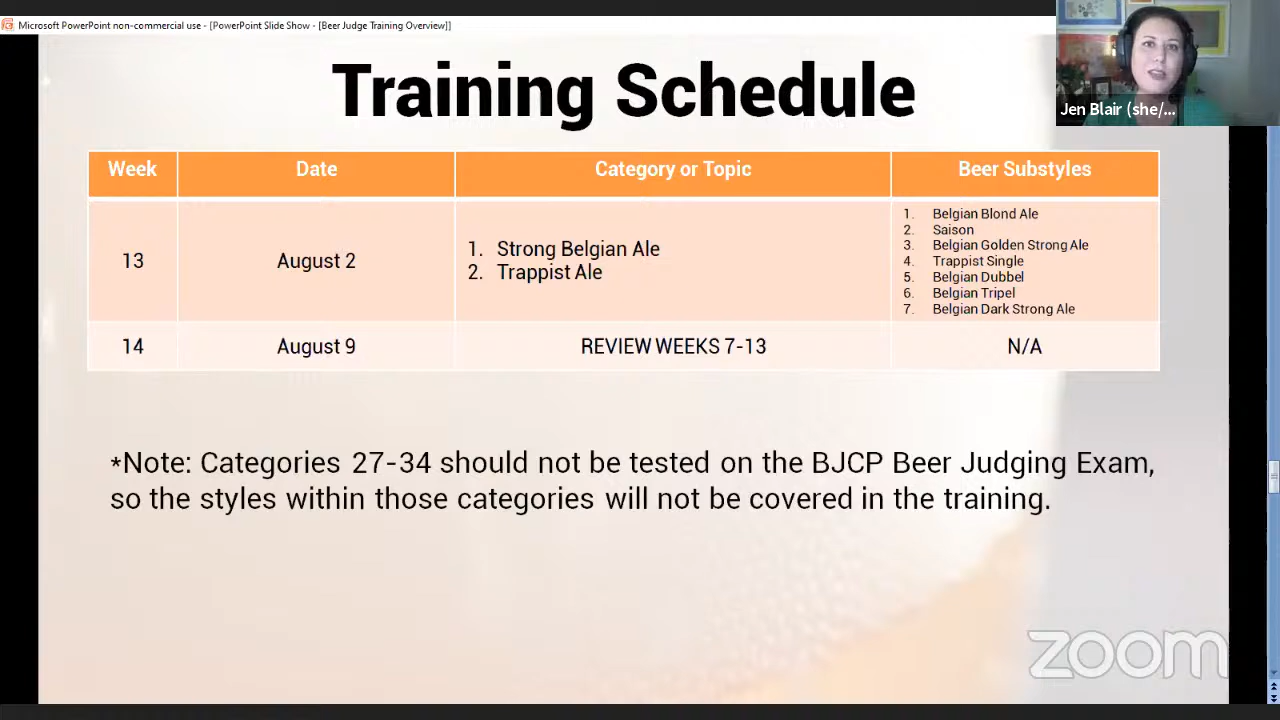 Microsoft PowerPoint non-commercial use - [PowerPoint Slide Show - [Beer Judge Training Overview]]
Jen Blair (she/...
Training Schedule
Week Date Category or Topic Beer Substyles
13 August 2
1. Strong Belgian Ale
2. Trappist Ale
1. Belgian Blond Ale
2. Saison
3. Belgian Golden Strong Ale
4. Trappist Single
5. Belgian Dubbel
6. Belgian Tripel
7. Belgian Dark Strong Ale
14 August 9 REVIEW WEEKS 7-13 N/A
*Note: Categories 27-34 should not be tested on the BJCP Beer Judging Exam,
so the styles within those categories will not be covered in the training.
zoom